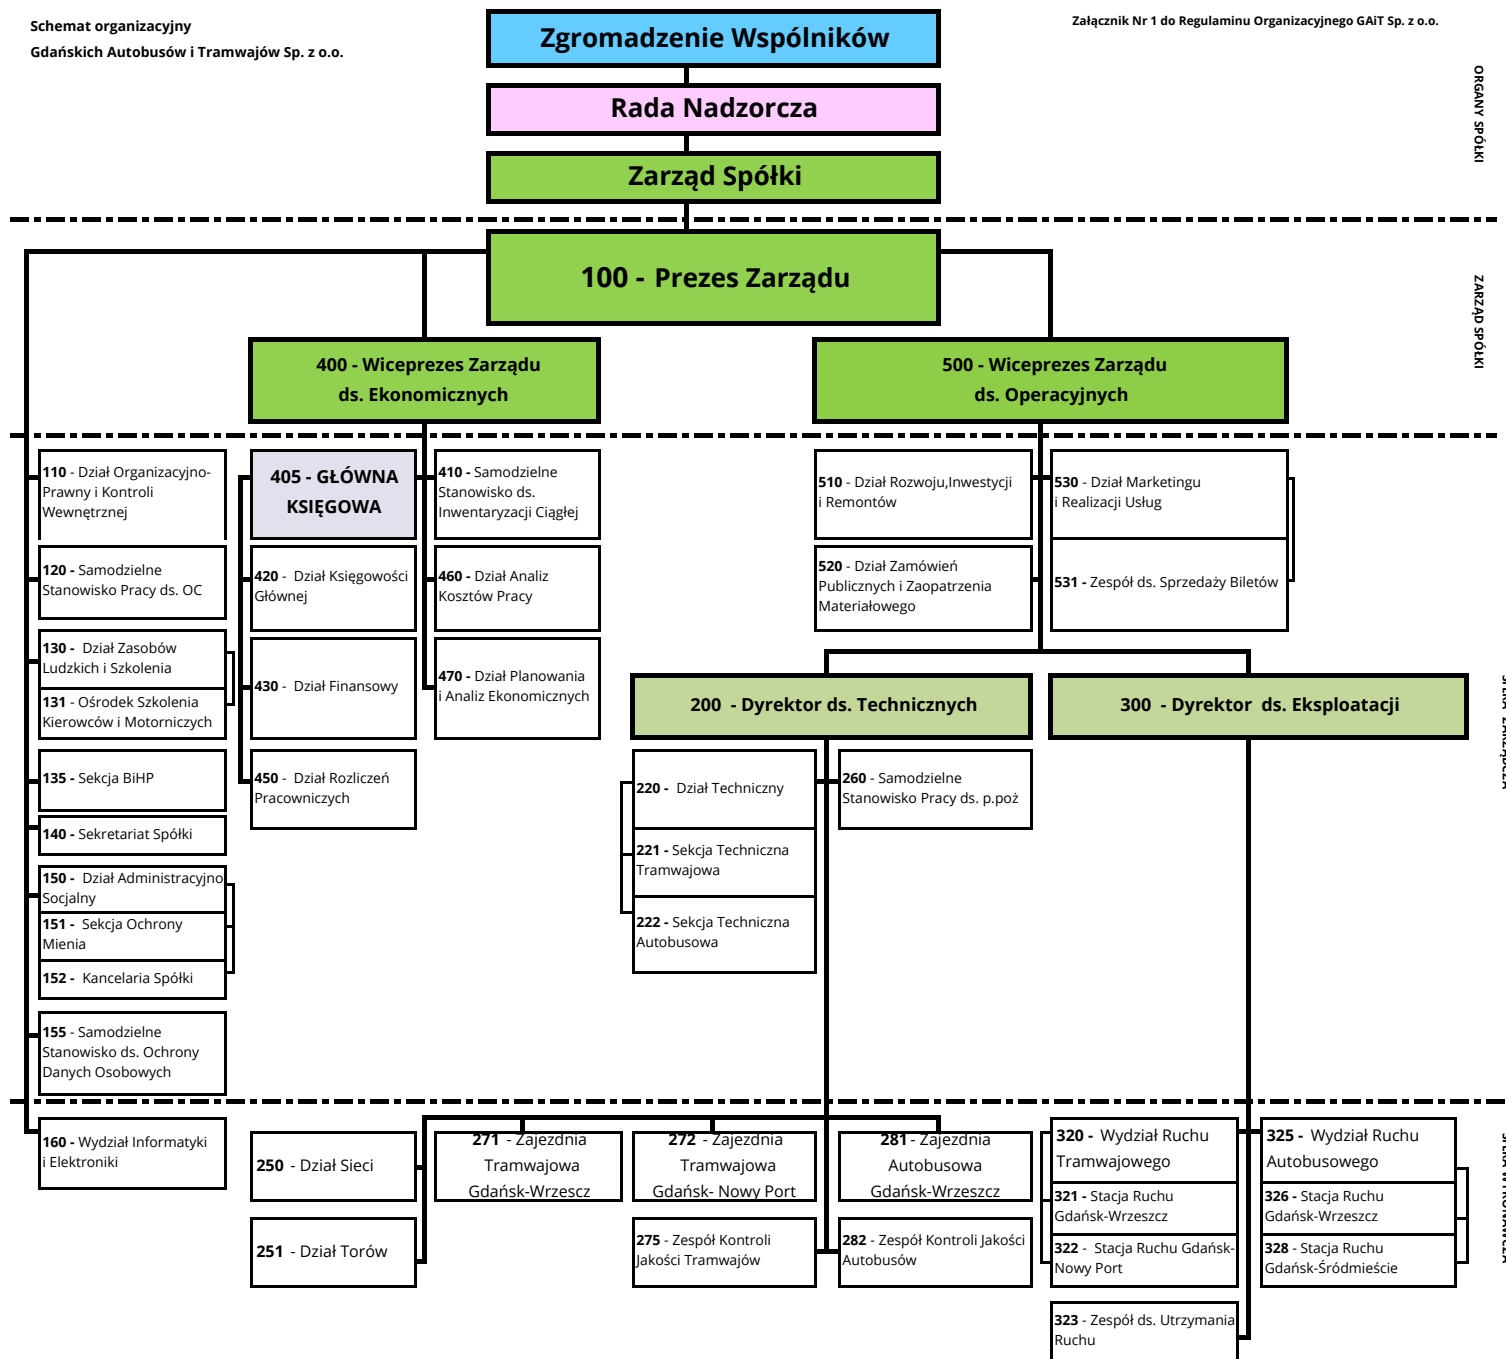 Schemat organizacyjny
Gdańskich Autobusów i Tramwajów Sp. z o.o.
Załącznik Nr 1 do Regulaminu Organizacyjnego GAiT Sp. z o.o.
Zgromadzenie Wspólników
Rada Nadzorcza
Zarząd Spółki
ORGANY SPÓŁKI
100 - Prezes Zarządu
ZARZĄD SPÓŁKI
400 - Wiceprezes Zarządu
ds. Ekonomicznych
500 - Wiceprezes Zarządu
ds. Operacyjnych
110 - Dział Organizacyjno-
Prawny i Kontroli
Wewnętrznej
120 - Samodzielne
Stanowisko Pracy ds. OC
130 - Dział Zasobów
Ludzkich i Szkolenia
131 - Ośrodek Szkolenia
Kierowców i Motorniczych
135 - Sekcja BiHP
140 - Sekretariat Spółki
150 - Dział Administracyjno
Socjalny
151 - Sekcja Ochrony
Mienia
152 - Kancelaria Spółki
155 - Samodzielne
Stanowisko ds. Ochrony
Danych Osobowych
160 - Wydział Informatyki
i Elektroniki
405 - GŁÓWNA
KSIĘGOWA
420 - Dział Księgowości
Głównej
430 - Dział Finansowy
450 - Dział Rozliczeń
Pracowniczych
410 - Samodzielne
Stanowisko ds.
Inwentaryzacji Ciągłej
460 - Dział Analiz
Kosztów Pracy
470 - Dział Planowania
i Analiz Ekonomicznych
510 - Dział Rozwoju,Inwestycji
i Remontów
520 - Dział Zamówień
Publicznych i Zaopatrzenia
Materiałowego
530 - Dział Marketingu
i Realizacji Usług
531 - Zespół ds. Sprzedaży Biletów
200 - Dyrektor ds. Technicznych
300 - Dyrektor ds. Eksploatacji
220 - Dział Techniczny
221 - Sekcja Techniczna
Tramwajowa
222 - Sekcja Techniczna
Autobusowa
260 - Samodzielne
Stanowisko Pracy ds. p.poż
250 - Dział Sieci
251 - Dział Torów
271 - Zajezdnia
Tramwajowa
Gdańsk-Wrzescz
272 - Zajezdnia
Tramwajowa
Gdańsk- Nowy Port
281 - Zajezdnia
Autobusowa
Gdańsk-Wrzeszcz
275 - Zespół Kontroli
Jakości Tramwajów
282 - Zespół Kontroli Jakości
Autobusów
320 - Wydział Ruchu
Tramwajowego
321 - Stacja Ruchu
Gdańsk-Wrzeszcz
322 - Stacja Ruchu Gdańsk-
Nowy Port
323 - Zespół ds. Utrzymania
Ruchu
325 - Wydział Ruchu
Autobusowego
326 - Stacja Ruchu
Gdańsk-Wrzeszcz
328 - Stacja Ruchu
Gdańsk-Śródmieście